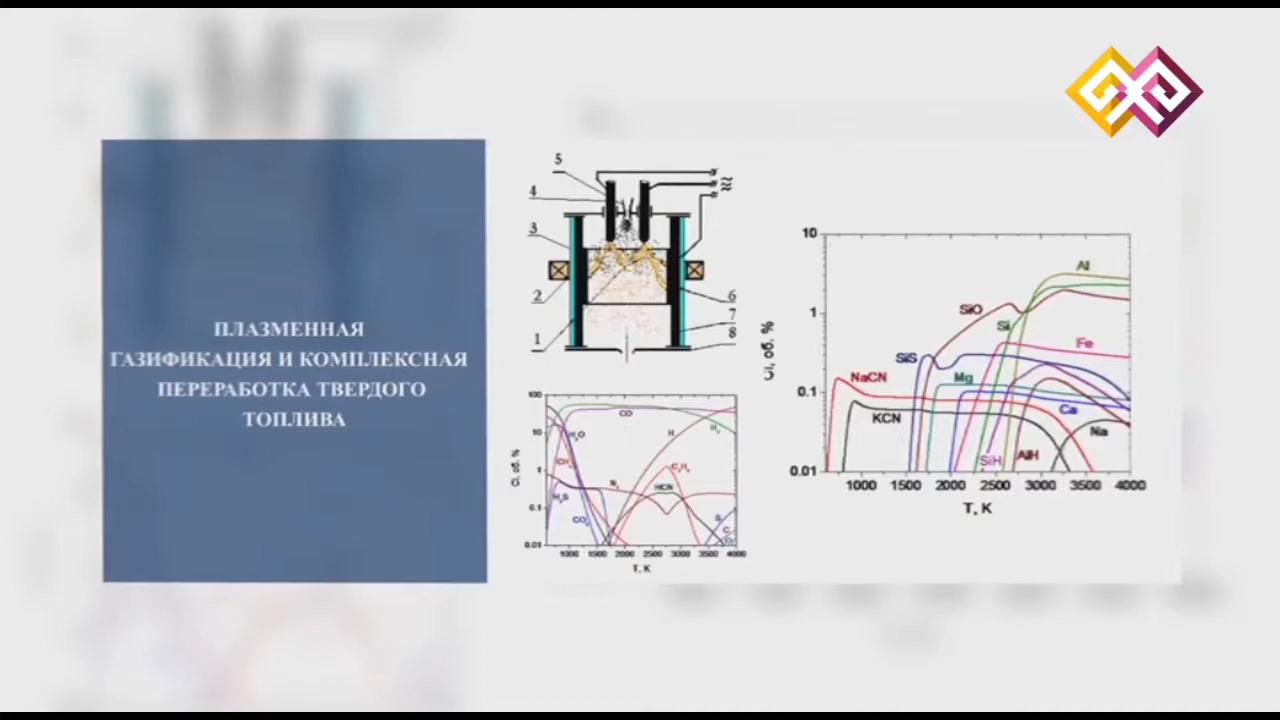 ПЛАЗМЕННАЯ
ГАЗИФИКАЦИЯ И КОМПЛЕКСНАЯ
ПЕРЕРАБОТКА ТВЕРДОГО
ТОПЛИВА
5
4
3
2
1
6
7
8
100
10
1
0.1
0.01
Ci, об. %
H₂O
CO
H
H₂
CH₄
H₂S
N₂
HCN
CO₂
S
C
1000 1500 2000 2500 3000 3500 4000
T, K
10
1
0.1
0.01
Ci, об. %
Al
SiO
Si
Fe
SiS
NaCN
Mg
Ca
KCN
Na
AlH
SiH
1000 1500 2000 2500 3000 3500 4000
T, K